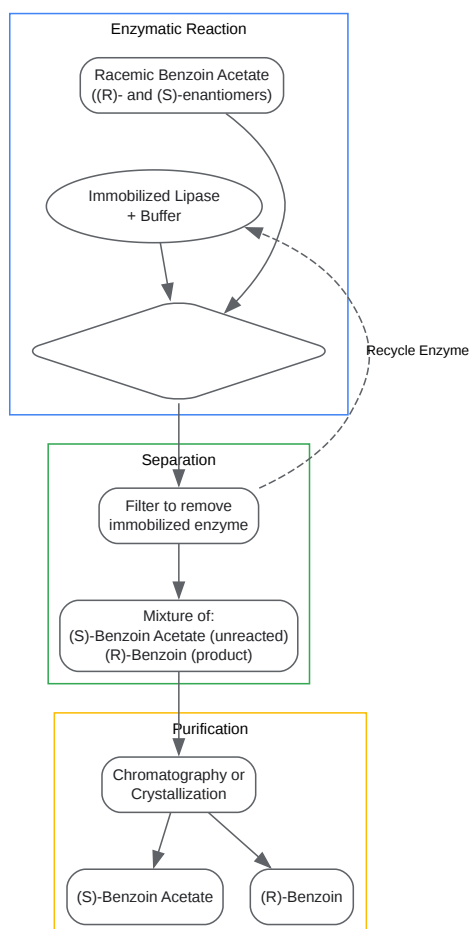 Enzymatic Reaction
Racemic Benzoin Acetate
((R)- and (S)-enantiomers)
Immobilized Lipase
+ Buffer
Recycle Enzyme
Separation
Filter to remove
immobilized enzyme
Mixture of:
(S)-Benzoin Acetate (unreacted)
(R)-Benzoin (product)
Purification
Chromatography or
Crystallization
(S)-Benzoin Acetate
(R)-Benzoin